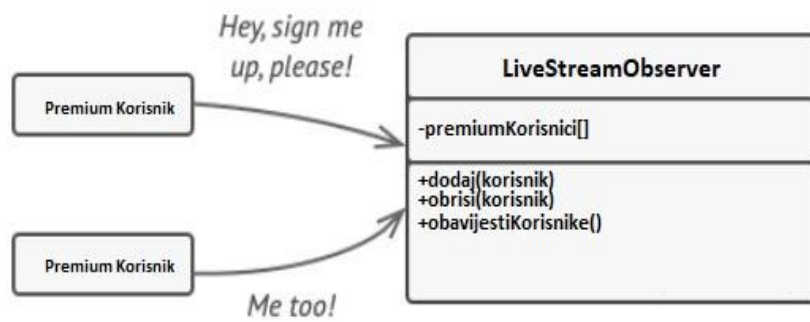 Hey, sign me
up, please!
Premium Korisnik
LiveStreamObserver
-premiumKorisnici[]
+dodaj(korisnik)
+obrisi(korisnik)
+obavijestiKorisnike()
Premium Korisnik
Me too!